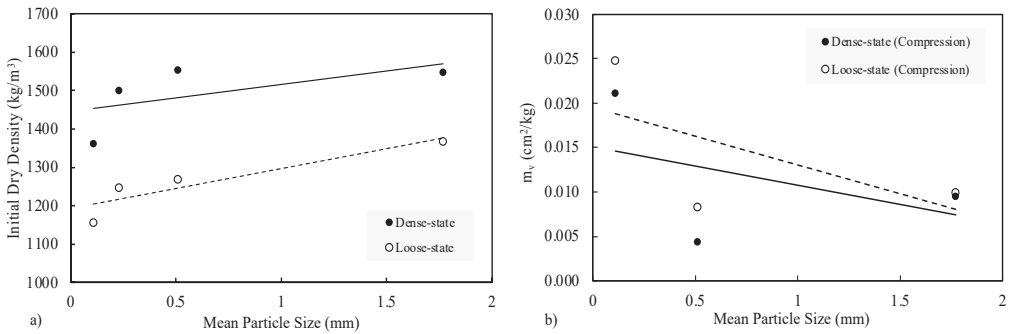 1700
1600
1500
1400
1300
1200
1100
1000
Initial Dry Density (kg/m³)
Dense-state
Loose-state
0 0.5 1 1.5 2
a) Mean Particle Size (mm)
0.030
0.025
0.020
0.015
0.010
0.005
0.000
mᵥ (cm²/kg)
Dense-state (Compression)
Loose-state (Compression)
0 0.5 1 1.5 2
b) Mean Particle Size (mm)